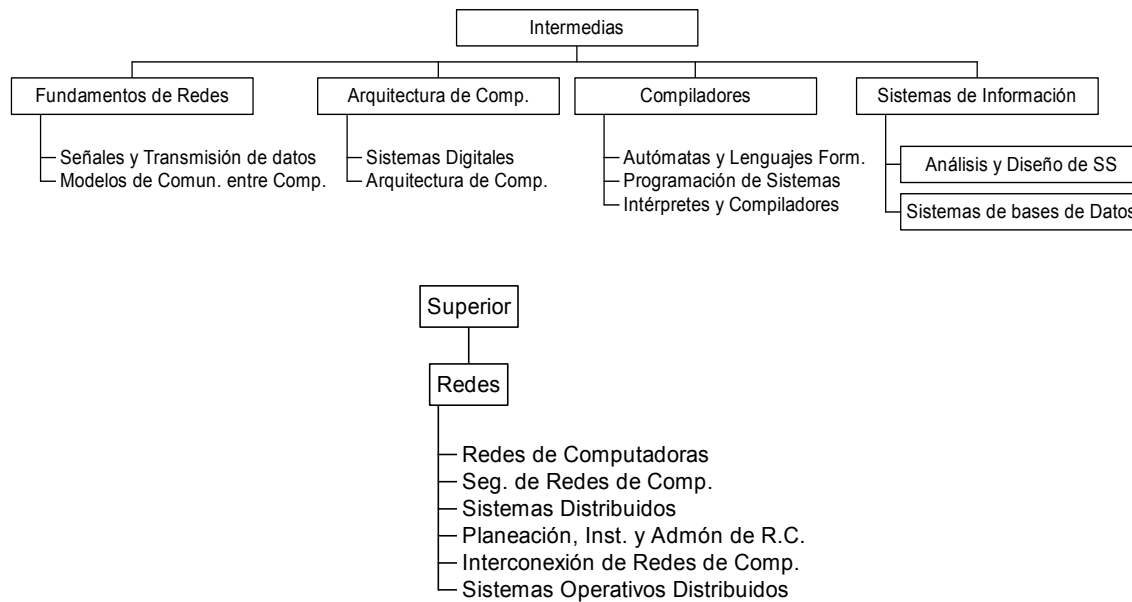 Intermedias
Fundamentos de Redes
Arquitectura de Comp.
Compiladores
Sistemas de Información
Señales y Transmisión de datos
Modelos de Comun. entre Comp.
Sistemas Digitales
Arquitectura de Comp.
Autómatas y Lenguajes Form.
Programación de Sistemas
Intérpretes y Compiladores
Análisis y Diseño de SS
Sistemas de bases de Datos
Superior
Redes
Redes de Computadoras
Seg. de Redes de Comp.
Sistemas Distribuidos
Planeación, Inst. y Admón de R.C.
Interconexión de Redes de Comp.
Sistemas Operativos Distribuidos